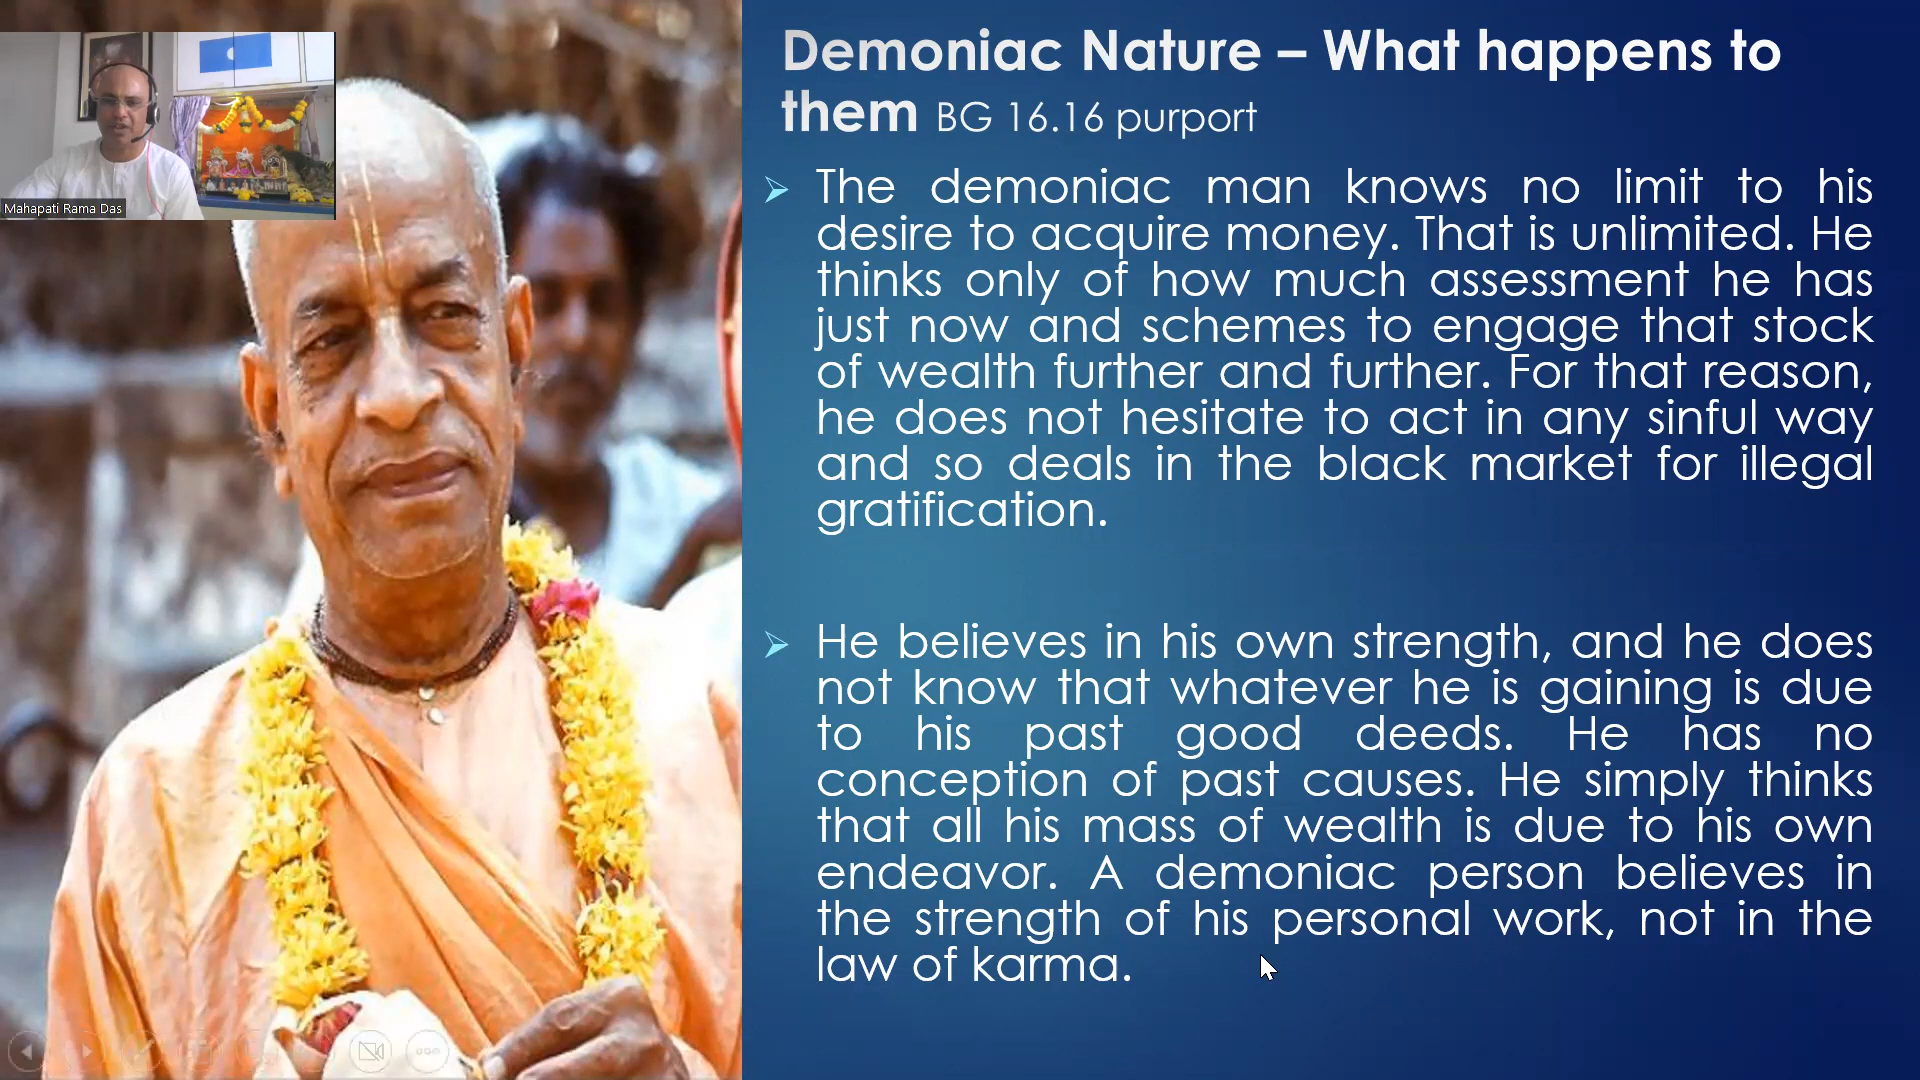 Demoniac Nature – What happens to
them BG 16.16 purport
Mahapati Rama Das
The demoniac man knows no limit to his
desire to acquire money. That is unlimited. He
thinks only of how much assessment he has
just now and schemes to engage that stock
of wealth further and further. For that reason,
he does not hesitate to act in any sinful way
and so deals in the black market for illegal
gratification.
He believes in his own strength, and he does
not know that whatever he is gaining is due
to his past good deeds. He has no
conception of past causes. He simply thinks
that all his mass of wealth is due to his own
endeavor. A demoniac person believes in
the strength of his personal work, not in the
law of karma.